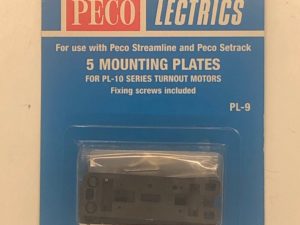 PECO LECTRICS
For use with Peco Streamline and Peco Setrack
5 MOUNTING PLATES
FOR PL-10 SERIES TURNOUT MOTORS
Fixing screws included
PL-9